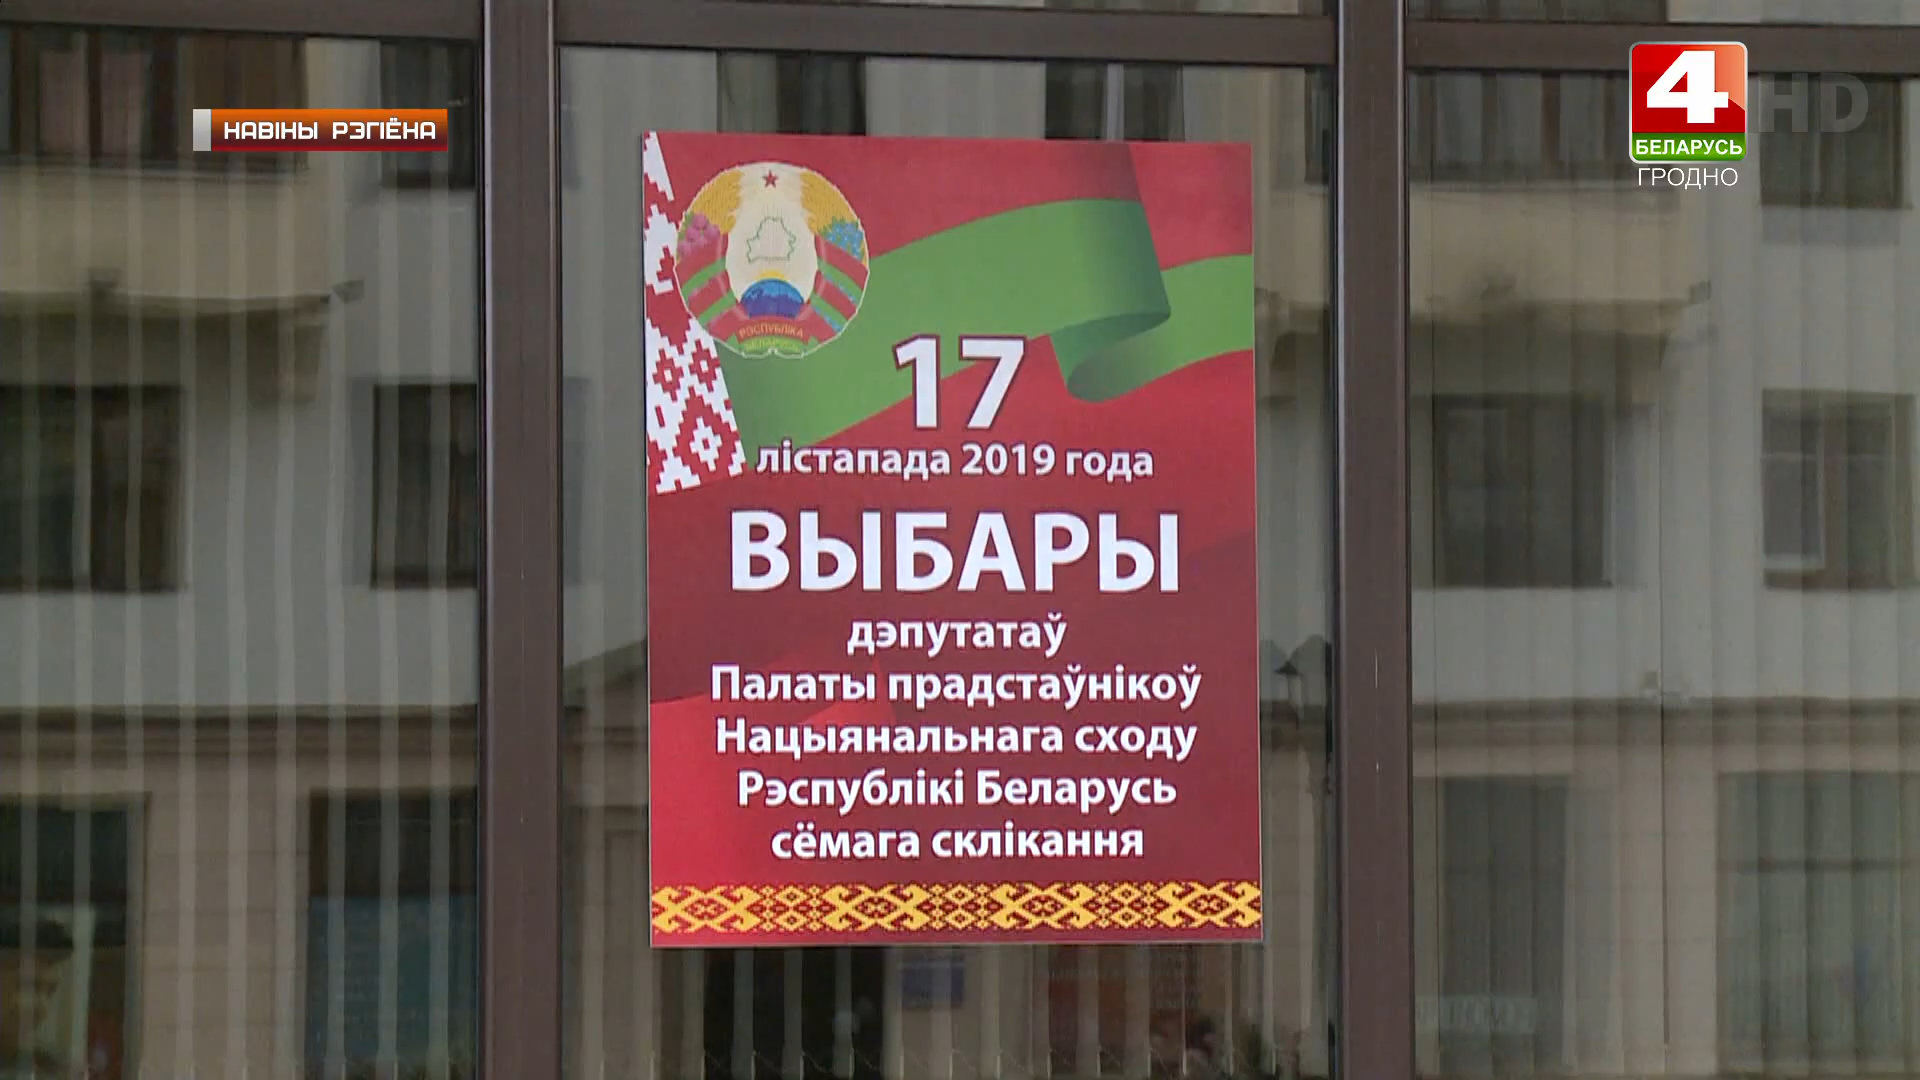 НАВІНЫ РЭГІЁНА
4 HD
БЕЛАРУСЬ
ГРОДНО
РЭСПУБЛІКА
БЕЛАРУСЬ
17
лістапада 2019 года
ВЫБАРЫ
дэпутатаў
Палаты прадстаўнікоў
Нацыянальнага сходу
Рэспублікі Беларусь
сёмага склікання